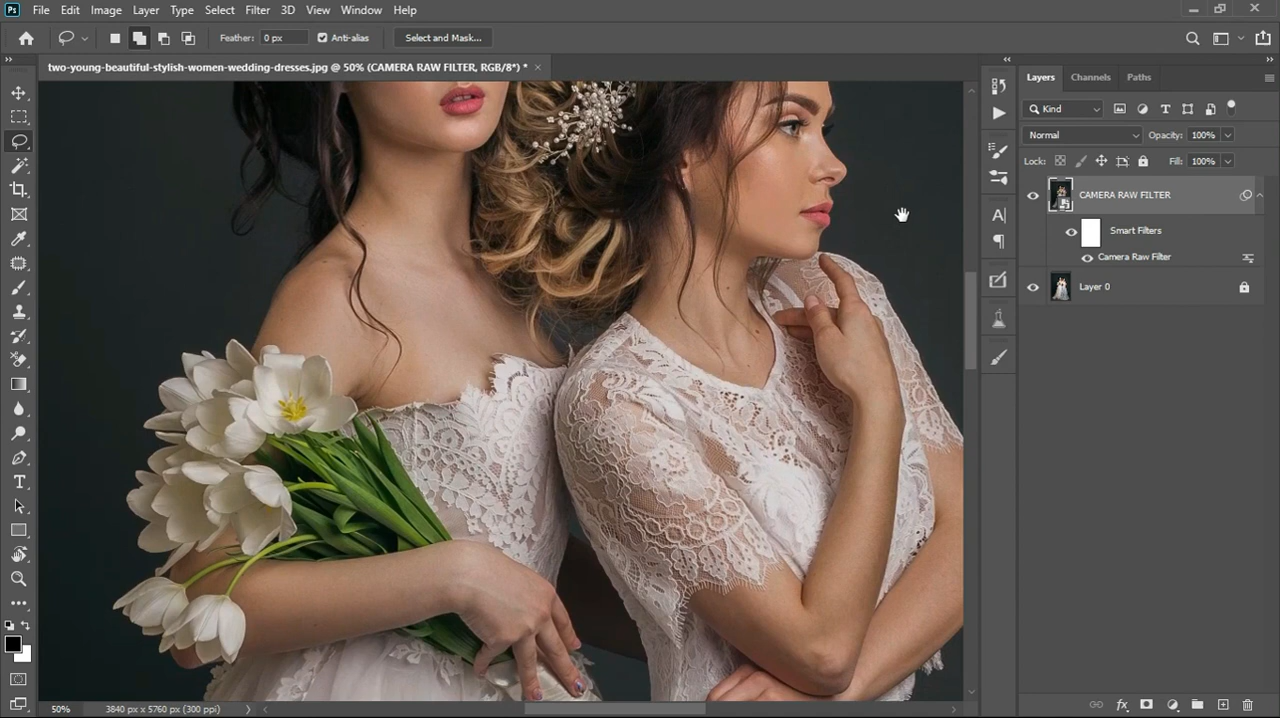 Ps File Edit Image Layer Type Select Filter 3D View Window Help
Feather: 0 px Anti-alias Select and Mask...
two-young-beautiful-stylish-women-wedding-dresses.jpg @ 50% (CAMERA RAW FILTER, RGB/8*) *
Layers Channels Paths
Kind
Normal Opacity: 100%
Lock: Fill: 100%
CAMERA RAW FILTER
Smart Filters
Camera Raw Filter
Layer 0
50% 3840 px x 5760 px (300 ppi)